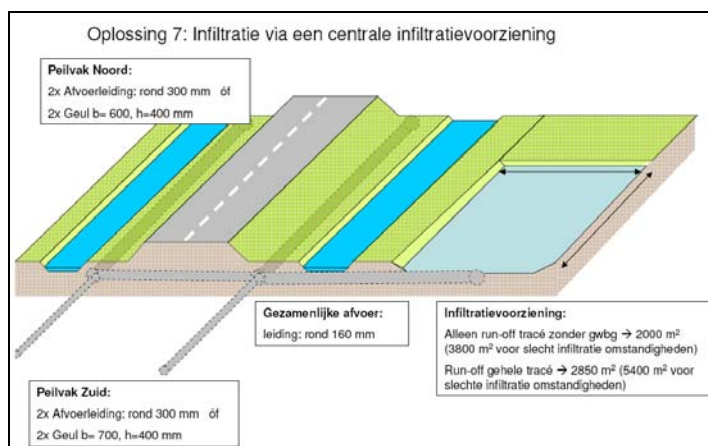 Oplossing 7: Infiltratie via een centrale infiltratievoorziening
Peilvak Noord:
2x Afvoerleiding: rond 300 mm óf
2x Geul b= 600, h=400 mm
Gezamenlijke afvoer:
leiding: rond 160 mm
Infiltratievoorziening:
Alleen run-off tracé zonder gwbg → 2000 m²
(3800 m² voor slecht infiltratie omstandigheden)
Run-off gehele tracé → 2850 m² (5400 m² voor
slechte infiltratie omstandigheden)
Peilvak Zuid:
2x Afvoerleiding: rond 300 mm óf
2x Geul b= 700, h=400 mm